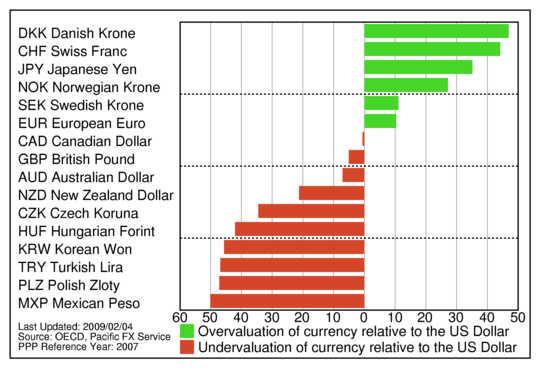 DKK Danish Krone
CHF Swiss Franc
JPY Japanese Yen
NOK Norwegian Krone
SEK Swedish Krone
EUR European Euro
CAD Canadian Dollar
GBP British Pound
AUD Australian Dollar
NZD New Zealand Dollar
CZK Czech Koruna
HUF Hungarian Forint
KRW Korean Won
TRY Turkish Lira
PLZ Polish Zloty
MXP Mexican Peso
60 50 40 30 20 10 0 10 20 30 40 50
Last Updated: 2009/02/04
Source: OECD, Pacific FX Service
PPP Reference Year: 2007
Overvaluation of currency relative to the US Dollar
Undervaluation of currency relative to the US Dollar